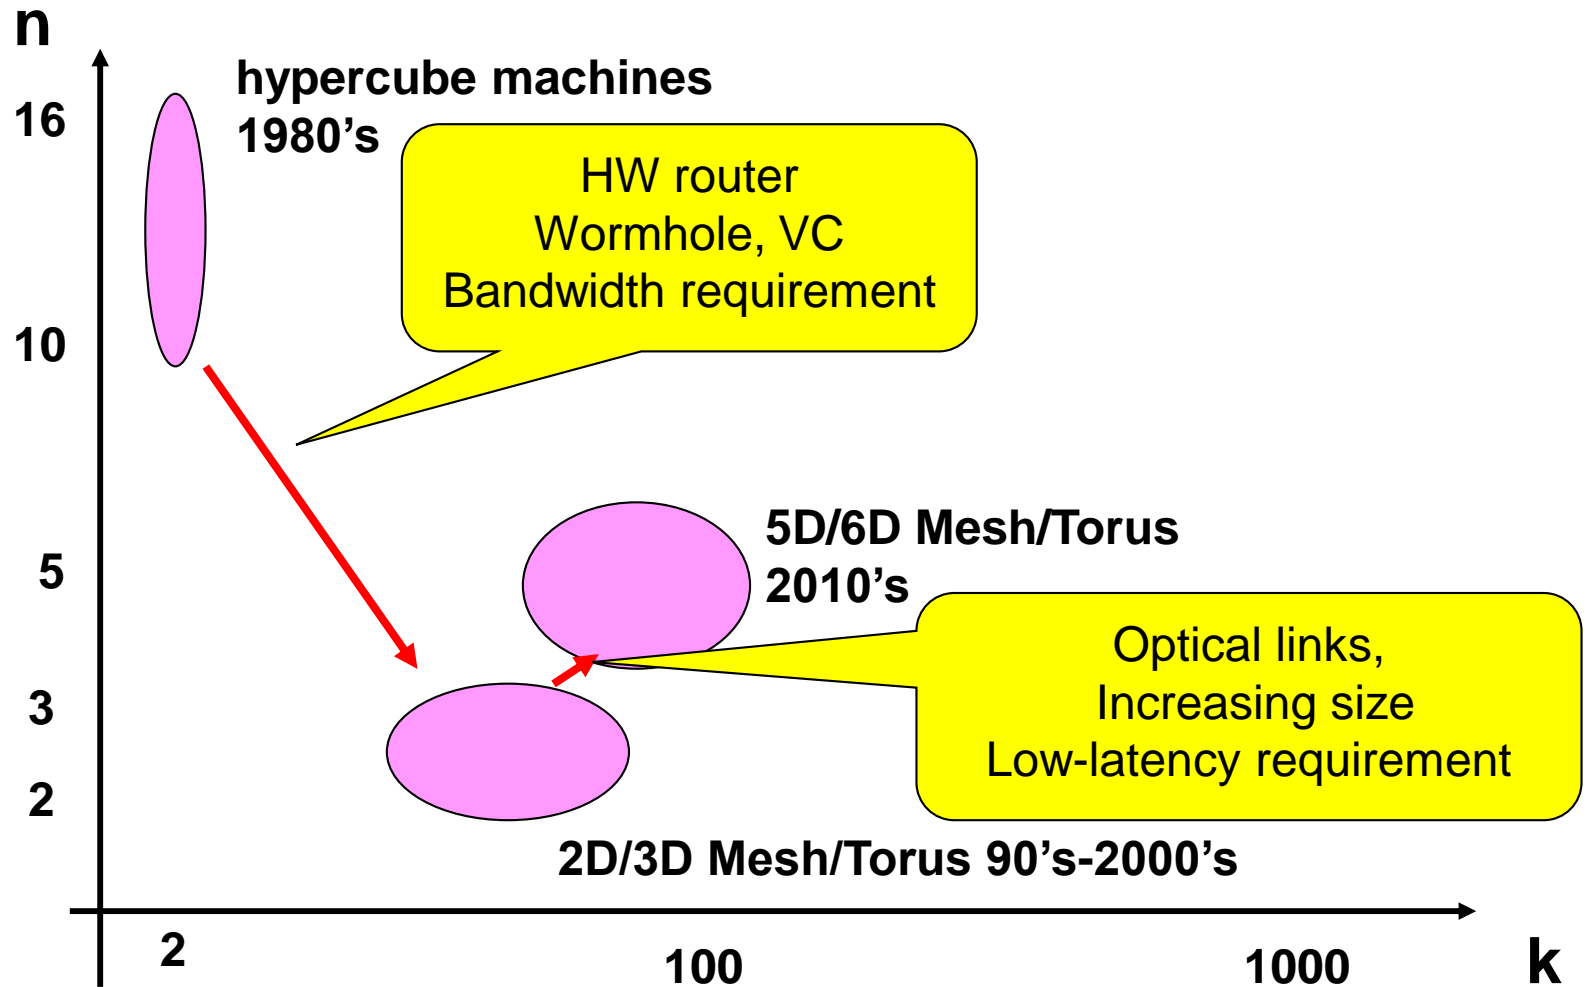 n
hypercube machines
1980’s
16
HW router
Wormhole, VC
Bandwidth requirement
10
5D/6D Mesh/Torus
2010’s
5
Optical links,
Increasing size
Low-latency requirement
3
2
2D/3D Mesh/Torus 90’s-2000’s
2
100
1000
k